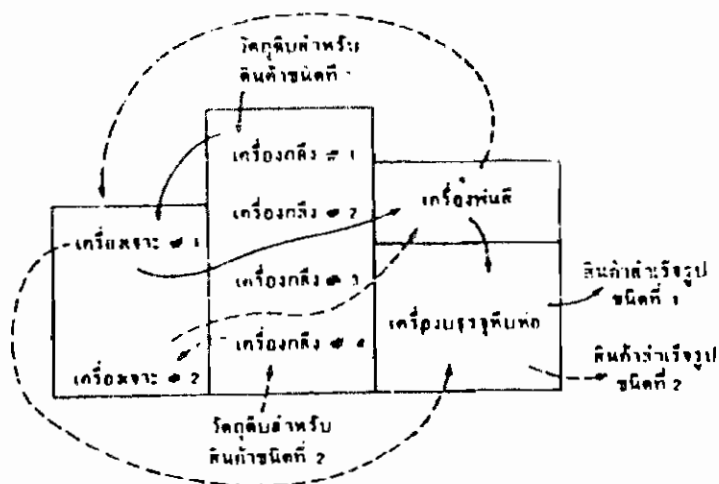 วัตถุดิบสำหรับ
สินค้าชนิดที่ 1
เครื่องกลึง # 1
เครื่องกลึง # 2
เครื่องกลึง # 3
เครื่องกลึง # 4
เครื่องพ่นสี
เครื่องเจาะ # 1
เครื่องเจาะ # 2
เครื่องบรรจุหีบห่อ
สินค้าสำเร็จรูป
ชนิดที่ 1
สินค้าสำเร็จรูป
ชนิดที่ 2
วัตถุดิบสำหรับ
สินค้าชนิดที่ 2